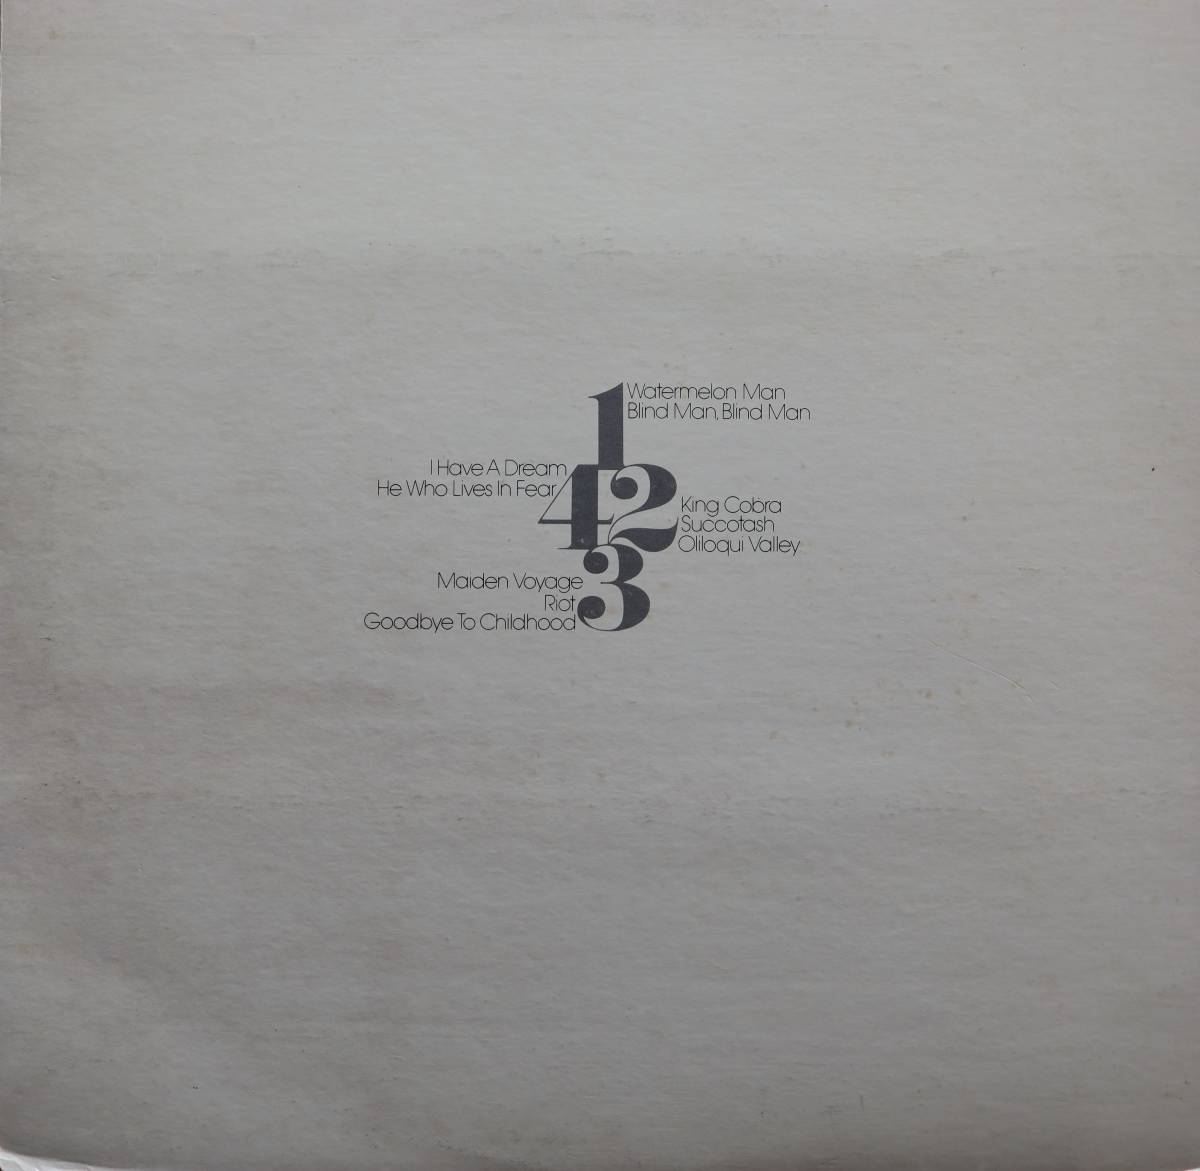 1
Watermelon Man
Blind Man, Blind Man
2
King Cobra
Succotash
Oliloqui Valley
3
Maiden Voyage
Riot
Goodbye To Childhood
4
I Have A Dream
He Who Lives In Fear